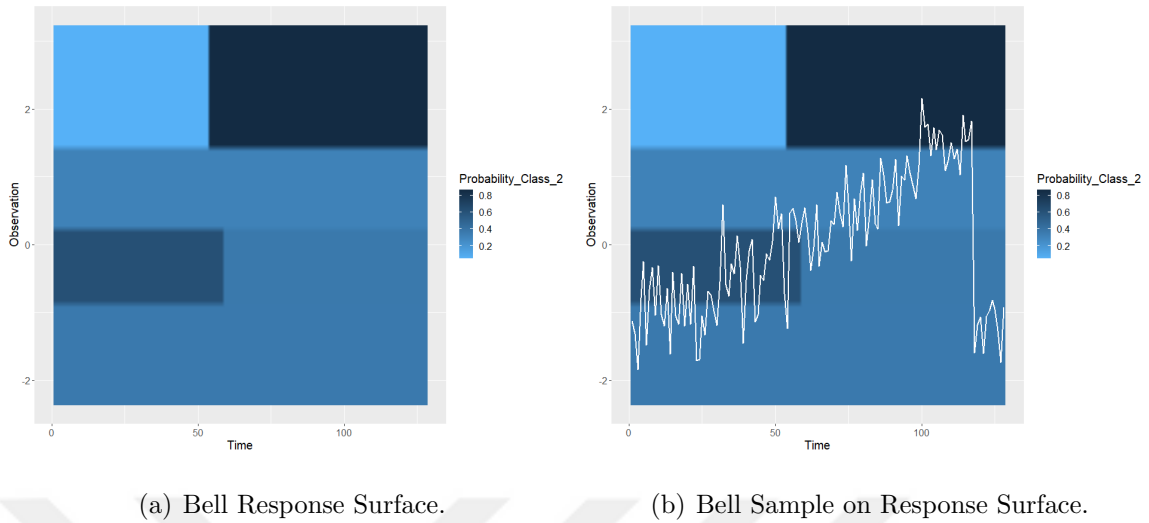 2
0
-2
Observation
0
50
100
Time
Probability_Class_2
0.8
0.6
0.4
0.2
2
0
-2
Observation
0
50
100
Time
Probability_Class_2
0.8
0.6
0.4
0.2
(a) Bell Response Surface.
(b) Bell Sample on Response Surface.